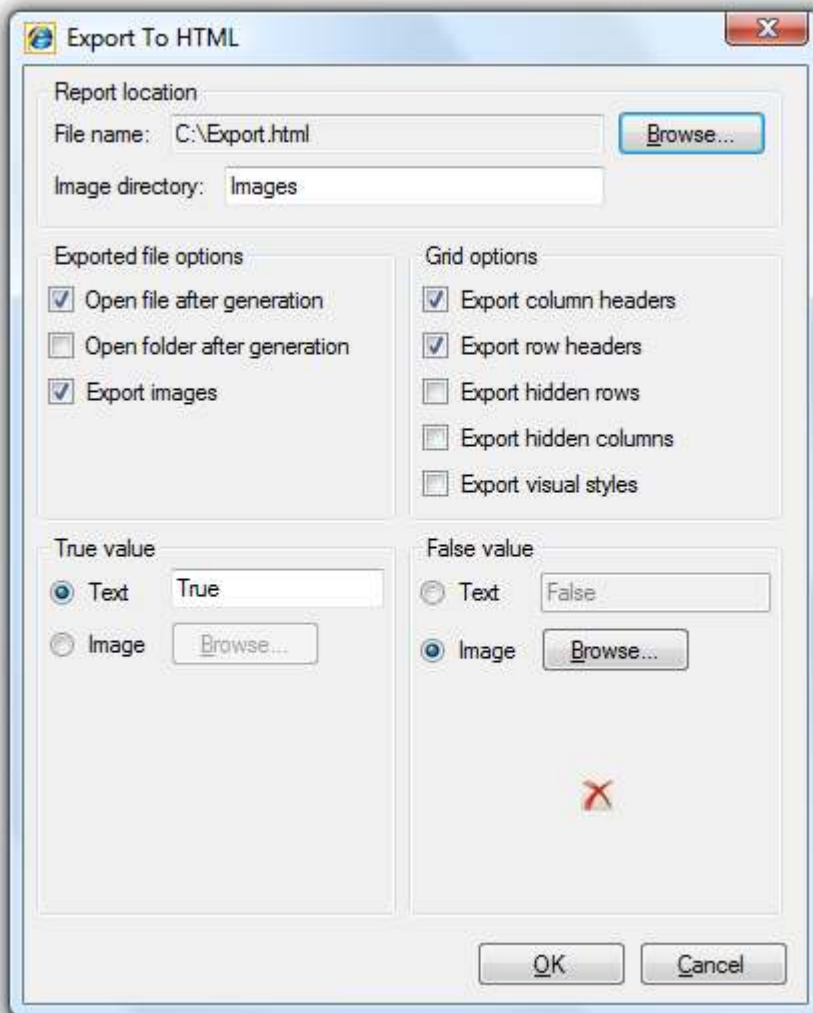 Export To HTML
Report location
File name: C:\Export.html Browse...
Image directory: Images
Exported file options
Open file after generation
Open folder after generation
Export images
Grid options
Export column headers
Export row headers
Export hidden rows
Export hidden columns
Export visual styles
True value
Text True
Image Browse...
False value
Text False
Image Browse...
OK Cancel